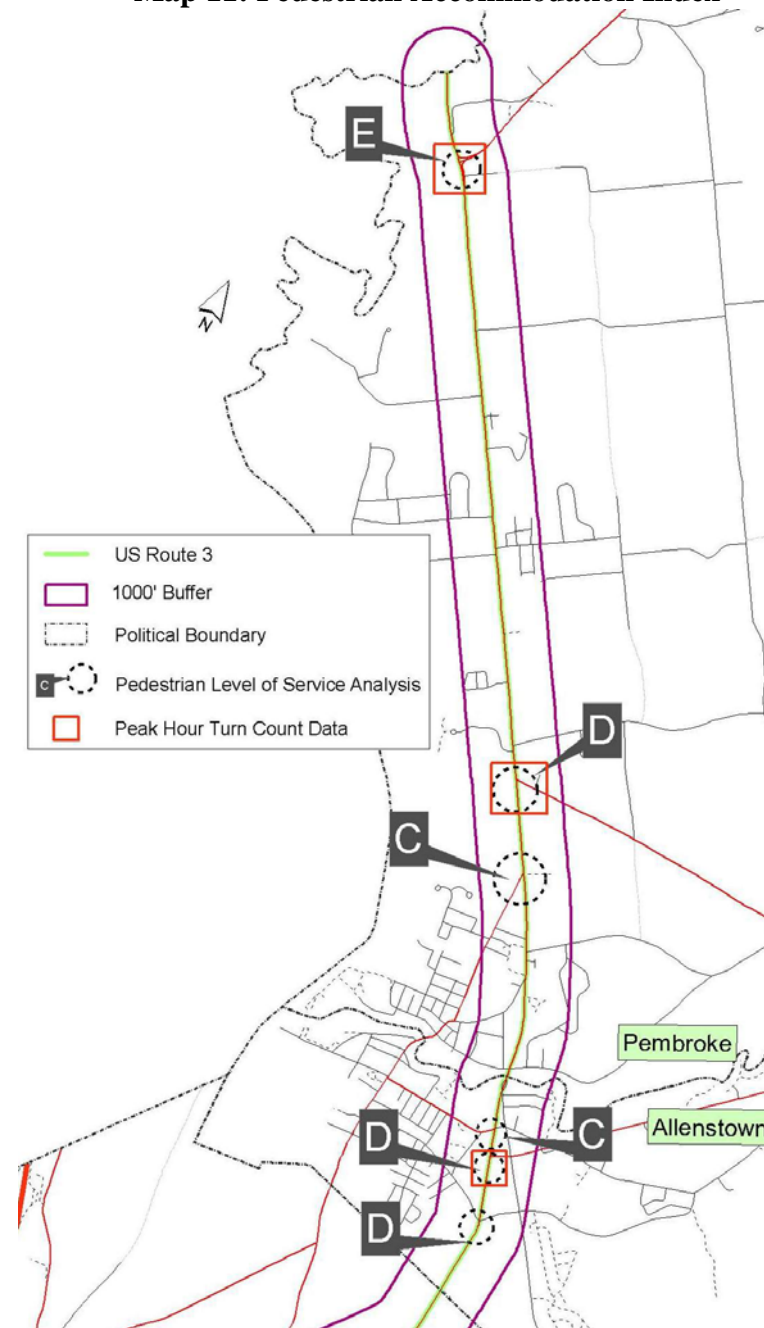 Map Pedestrian Accommodation Index
E
N
US Route 3
1000' Buffer
Political Boundary
C
Pedestrian Level of Service Analysis
Peak Hour Turn Count Data
D
C
Pembroke
Allenstown
D
C
D